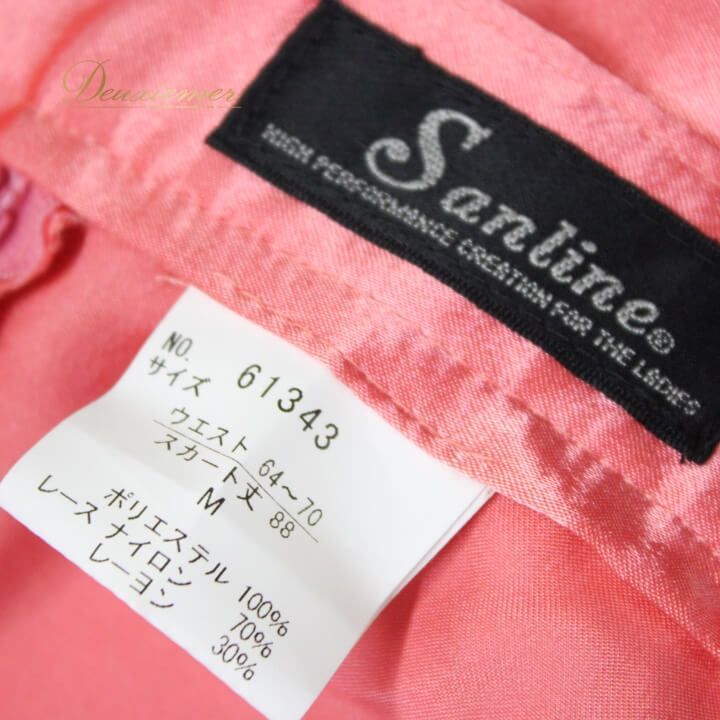 Deuxiemer
Sanline®
HIGH PERFORMANCE CREATION FOR THE LADIES
NO. 61343
サイズ
ウエスト 64～70
スカート丈 88
M
ポリエステル 100%
レース ナイロン 70%
レーヨン 30%